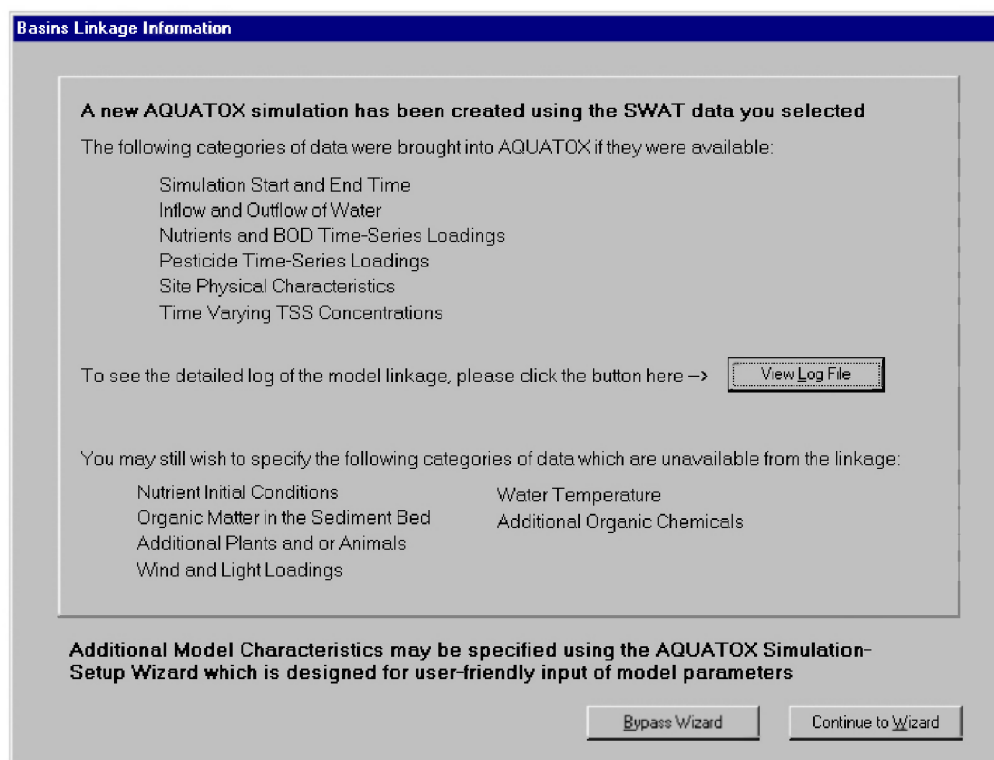 Basins Linkage Information
A new AQUATOX simulation has been created using the SWAT data you selected
The following categories of data were brought into AQUATOX if they were available:
Simulation Start and End Time
Inflow and Outflow of Water
Nutrients and BOD Time-Series Loadings
Pesticide Time-Series Loadings
Site Physical Characteristics
Time Varying TSS Concentrations
To see the detailed log of the model linkage, please click the button here –>
View Log File
You may still wish to specify the following categories of data which are unavailable from the linkage:
Nutrient Initial Conditions
Organic Matter in the Sediment Bed
Additional Plants and or Animals
Wind and Light Loadings
Water Temperature
Additional Organic Chemicals
Additional Model Characteristics may be specified using the AQUATOX Simulation-
Setup Wizard which is designed for user-friendly input of model parameters
Bypass Wizard
Continue to Wizard